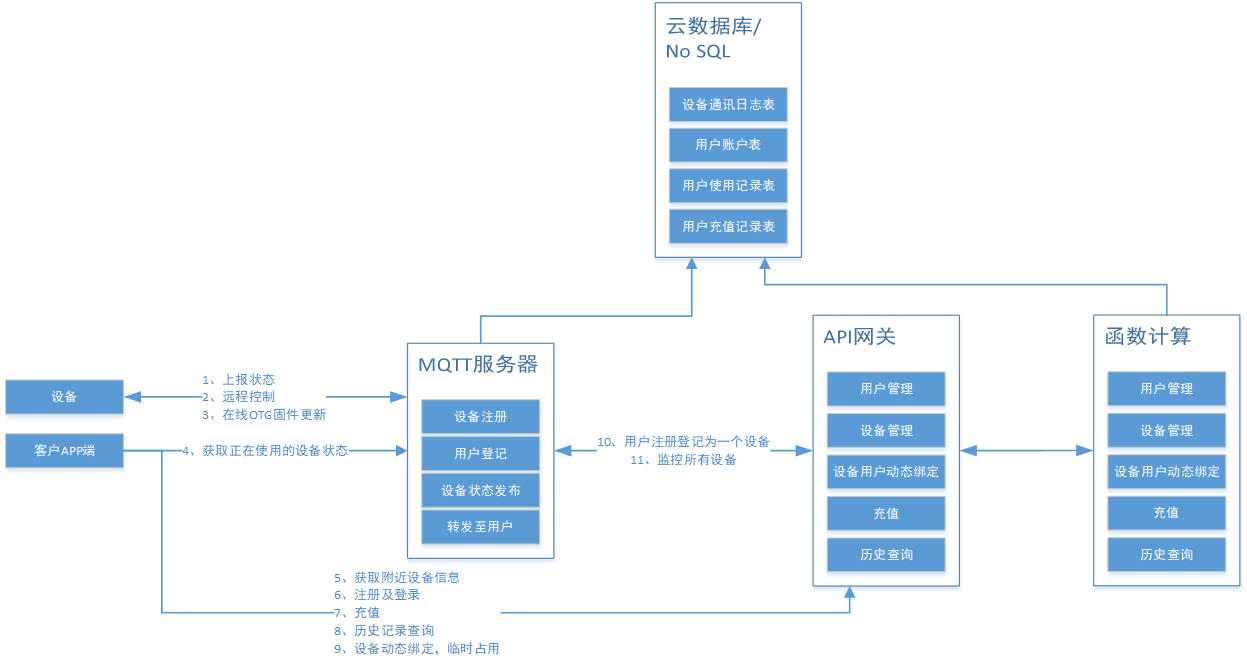 云数据库/
No SQL
设备通讯日志表
用户账户表
用户使用记录表
用户充值记录表
设备
客户APP端
1、上报状态
2、远程控制
3、在线OTG固件更新
4、获取正在使用的设备状态
MQTT服务器
设备注册
用户登记
设备状态发布
转发至用户
10、用户注册登记为一个设备
11、监控所有设备
API网关
用户管理
设备管理
设备用户动态绑定
充值
历史查询
函数计算
用户管理
设备管理
设备用户动态绑定
充值
历史查询
5、获取附近设备信息
6、注册及登录
7、充值
8、历史记录查询
9、设备动态绑定，临时占用